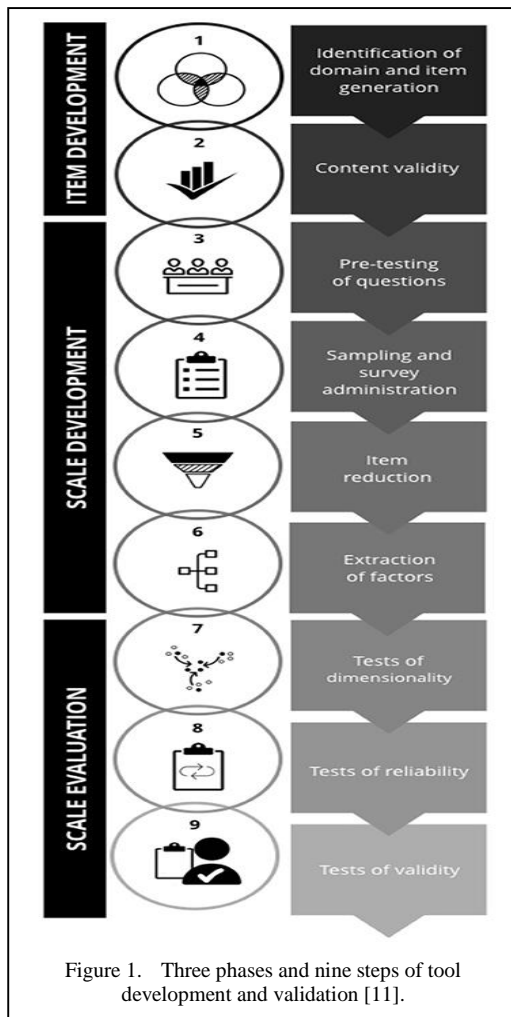 ITEM DEVELOPMENT
1
Identification of
domain and item
generation
2
Content validity
SCALE DEVELOPMENT
3
Pre-testing
of questions
4
Sampling and
survey
administration
5
Item
reduction
6
Extraction
of factors
SCALE EVALUATION
7
Tests of
dimensionality
8
Tests of reliability
9
Tests of validity
Figure 1. Three phases and nine steps of tool
development and validation [11].